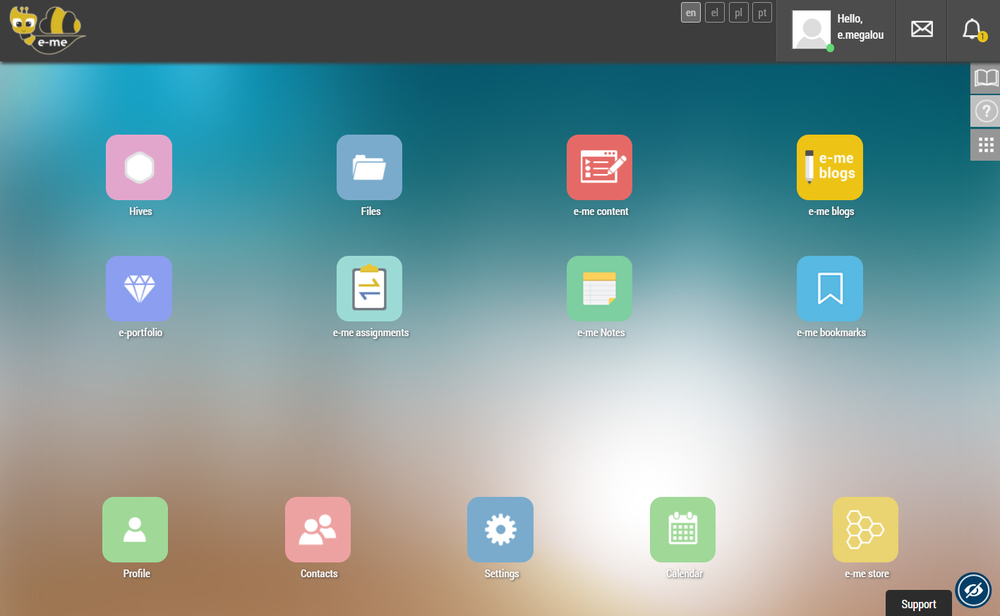 e-me
en
el
pl
pt
Hello,
e.megalou
1
?
e-me
blogs
Hives
Files
e-me content
e-me blogs
e-portfolio
e-me assignments
e-me Notes
e-me bookmarks
Profile
Contacts
Settings
Calendar
e-me store
Support